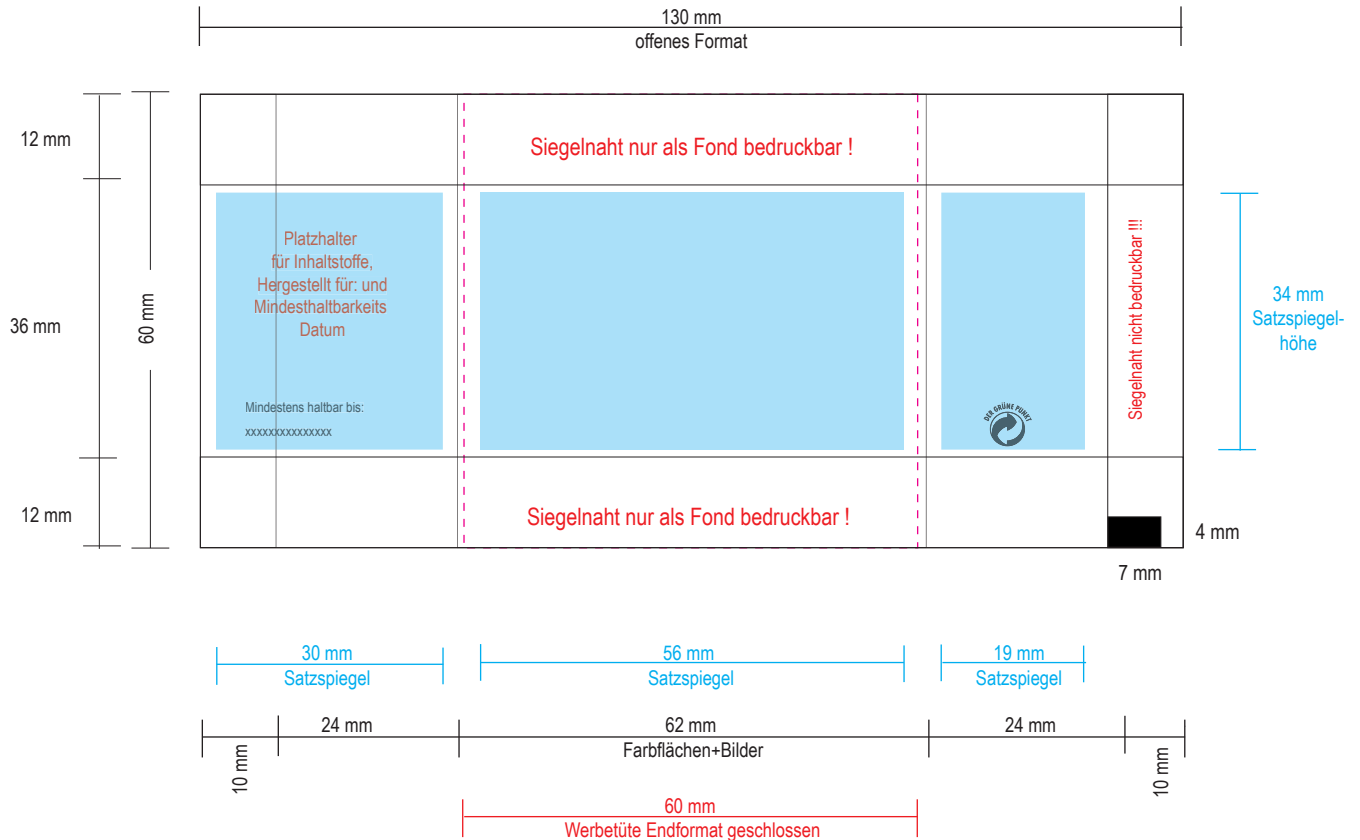 130 mm
offenes Format
12 mm
36 mm
12 mm
60 mm
Siegelnaht nur als Fond bedruckbar !
Platzhalter
für Inhaltstoffe,
Hergestellt für: und
Mindesthaltbarkeits
Datum
Mindestens haltbar bis:
xxxxxxxxxxxxxxx
DER GRÜNE PUNKT
Siegelnaht nicht bedruckbar !!!
34 mm
Satzspiegel-
höhe
Siegelnaht nur als Fond bedruckbar !
4 mm
7 mm
30 mm
Satzspiegel
56 mm
Satzspiegel
19 mm
Satzspiegel
10 mm
24 mm
62 mm
Farbflächen+Bilder
24 mm
10 mm
60 mm
Werbetüte Endformat geschlossen